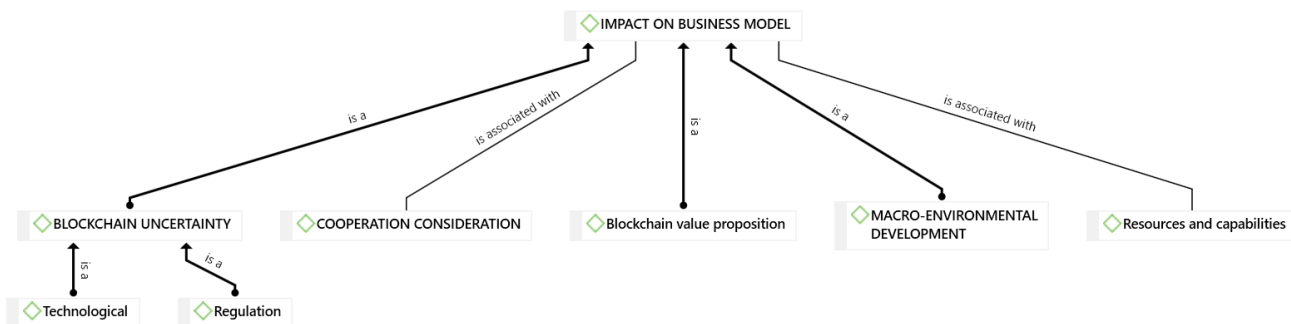 IMPACT ON BUSINESS MODEL
is a
is associated with
is a
is a
is associated with
BLOCKCHAIN UNCERTAINTY
COOPERATION CONSIDERATION
Blockchain value proposition
MACRO-ENVIRONMENTAL
DEVELOPMENT
Resources and capabilities
is a
is a
Technological
Regulation